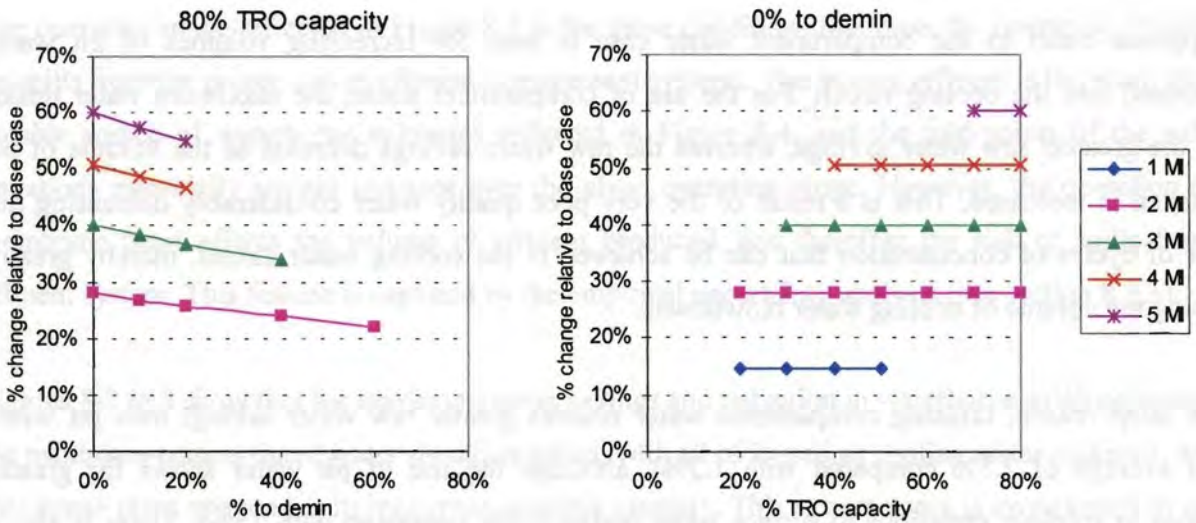 80% TRO capacity
% change relative to base case
70%
60%
50%
40%
30%
20%
10%
0%
0% 20% 40% 60% 80%
% to demin
0% to demin
% change relative to base case
70%
60%
50%
40%
30%
20%
10%
0%
0% 20% 40% 60% 80%
% TRO capacity
1 Ml
2 Ml
3 Ml
4 Ml
5 Ml